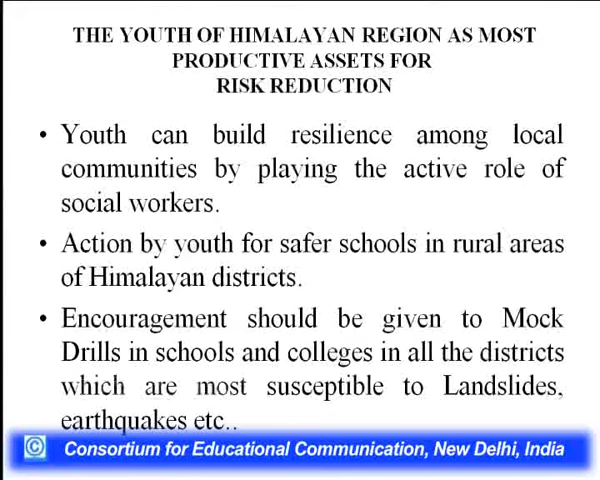 THE YOUTH OF HIMALAYAN REGION AS MOST
PRODUCTIVE ASSETS FOR
RISK REDUCTION
• Youth can build resilience among local
communities by playing the active role of
social workers.
• Action by youth for safer schools in rural areas
of Himalayan districts.
• Encouragement should be given to Mock
Drills in schools and colleges in all the districts
which are most susceptible to Landslides,
earthquakes etc..
© Consortium for Educational Communication, New Delhi, India